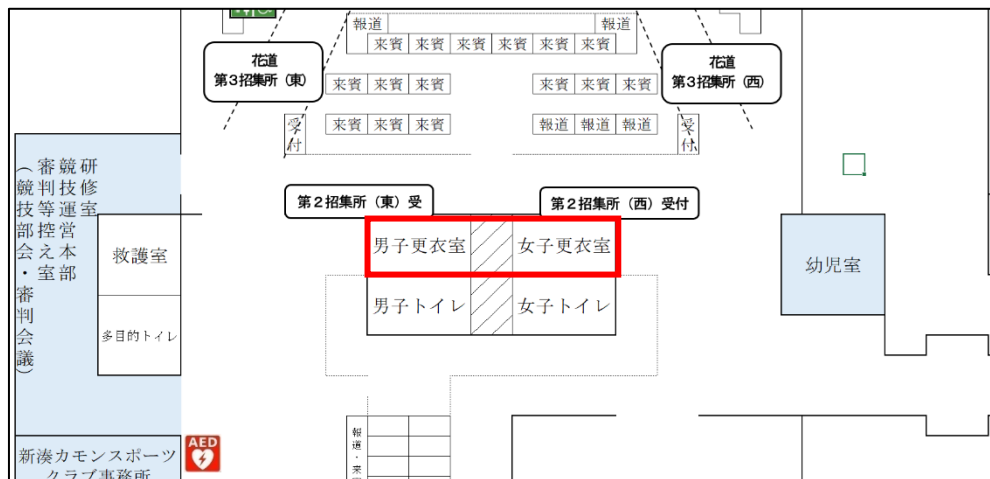 報道
報道
来賓 来賓 来賓 来賓 来賓 来賓
花道
第3招集所（東）
花道
第3招集所（西）
来賓 来賓 来賓
来賓 来賓 来賓
受付
来賓 来賓 来賓
報道 報道 報道
受付
研修室
競技運営本部
審判等控え室
（競技部会・審判会議）
第2招集所（東）受
第2招集所（西）受付
男子更衣室
女子更衣室
救護室
幼児室
男子トイレ
女子トイレ
多目的トイレ
AED
新湊カモンスポーツ
クラブ事務所
報道・来